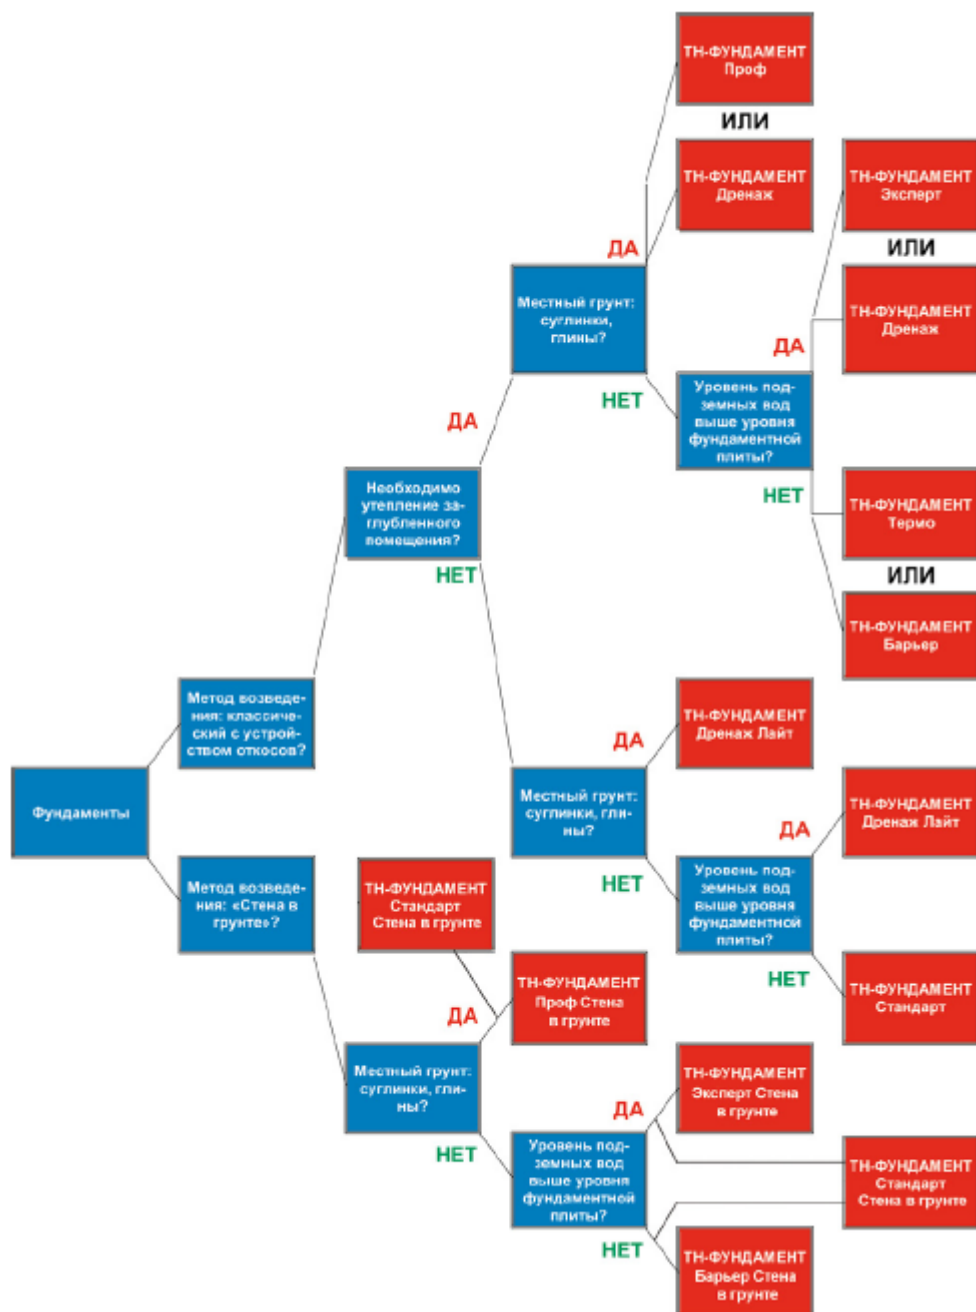 ТН-ФУНДАМЕНТ
Проф
ИЛИ
ТН-ФУНДАМЕНТ
Дренаж
ТН-ФУНДАМЕНТ
Эксперт
ДА
ИЛИ
Местный грунт:
суглинки,
глины?
ТН-ФУНДАМЕНТ
Дренаж
ДА
НЕТ
Уровень под-
земных вод
выше уровня
фундаментной
плиты?
ДА
НЕТ
Необходимо
утепление за-
глубленного
помещения?
ТН-ФУНДАМЕНТ
Термо
НЕТ
ИЛИ
ТН-ФУНДАМЕНТ
Барьер
Метод возведе-
ния: классиче-
ский с устрой-
ством откосов?
ТН-ФУНДАМЕНТ
Дренаж Лайт
ДА
Фундаменты
Местный грунт:
суглинки, гли-
ны?
ТН-ФУНДАМЕНТ
Дренаж Лайт
ДА
НЕТ
Метод возведе-
ния: «Стена в
грунте»?
ТН-ФУНДАМЕНТ
Стандарт
Стена в грунте
Уровень под-
земных вод
выше уровня
фундаментной
плиты?
НЕТ
ТН-ФУНДАМЕНТ
Проф Стена
в грунте
ТН-ФУНДАМЕНТ
Стандарт
ДА
Местный грунт:
суглинки, гли-
ны?
ТН-ФУНДАМЕНТ
Эксперт Стена
в грунте
ДА
НЕТ
Уровень под-
земных вод
выше уровня
фундаментной
плиты?
ТН-ФУНДАМЕНТ
Стандарт
Стена в грунте
НЕТ
ТН-ФУНДАМЕНТ
Барьер Стена
в грунте